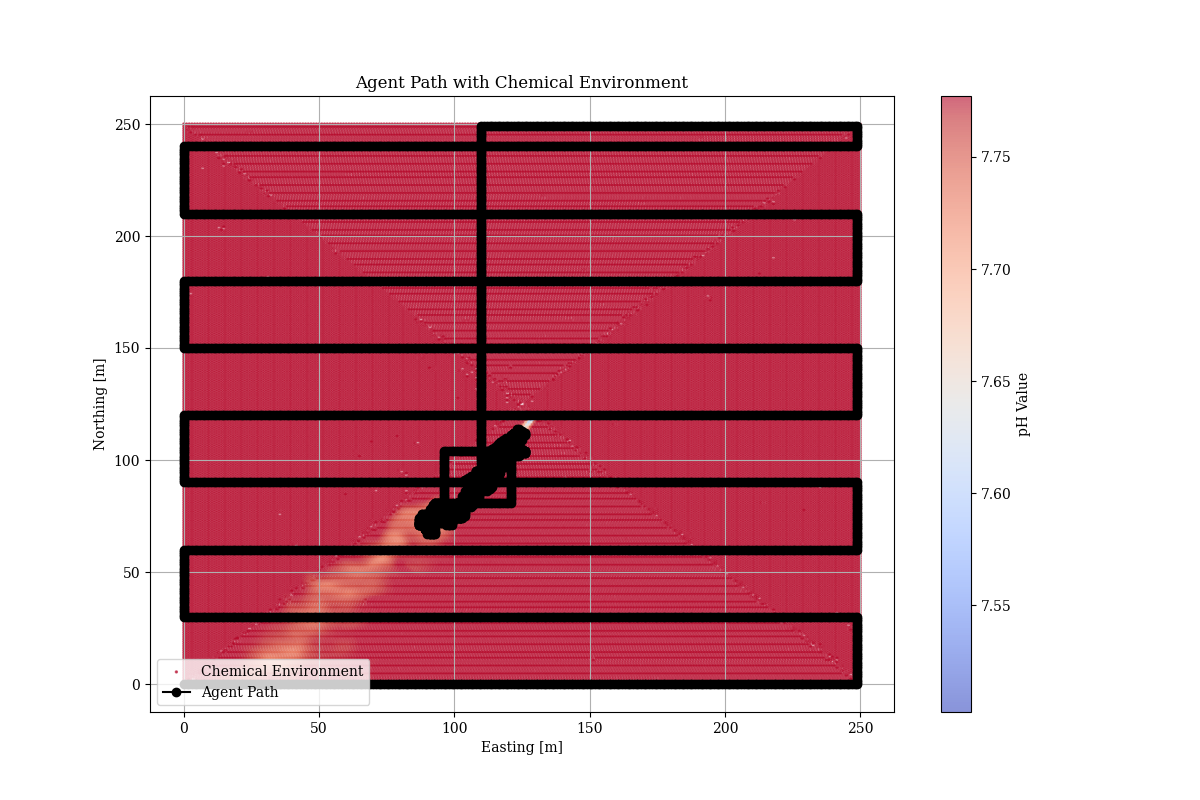 Agent Path with Chemical Environment
250
200
150
100
50
0
Northing [m]
0 50 100 150 200 250
Easting [m]
Chemical Environment
Agent Path
7.75
7.70
7.65
7.60
7.55
pH Value